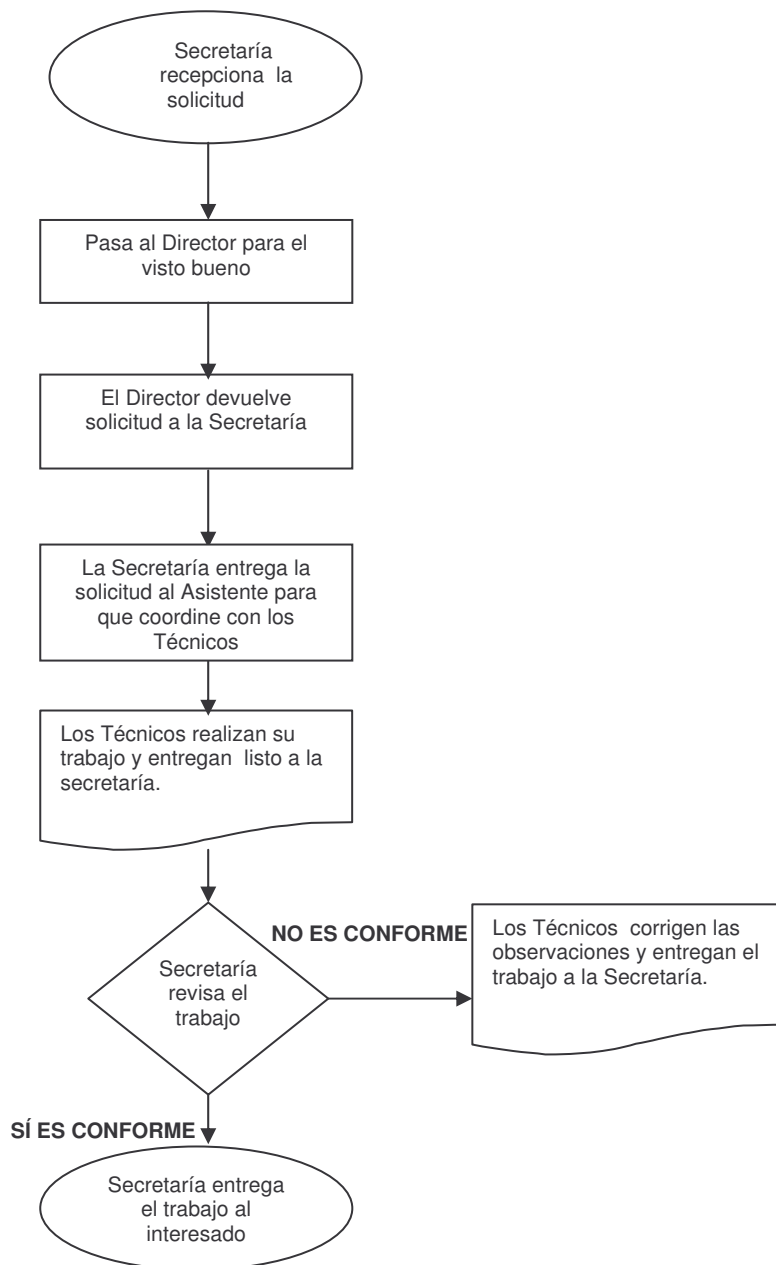 Secretaría
recepciona la
solicitud
Pasa al Director para el
visto bueno
El Director devuelve
solicitud a la Secretaría
La Secretaría entrega la
solicitud al Asistente para
que coordine con los
Técnicos
Los Técnicos realizan su
trabajo y entregan listo a la
secretaría.
Secretaría
revisa el
trabajo
NO ES CONFORME
Los Técnicos corrigen las
observaciones y entregan el
trabajo a la Secretaría.
SÍ ES CONFORME
Secretaría entrega
el trabajo al
interesado